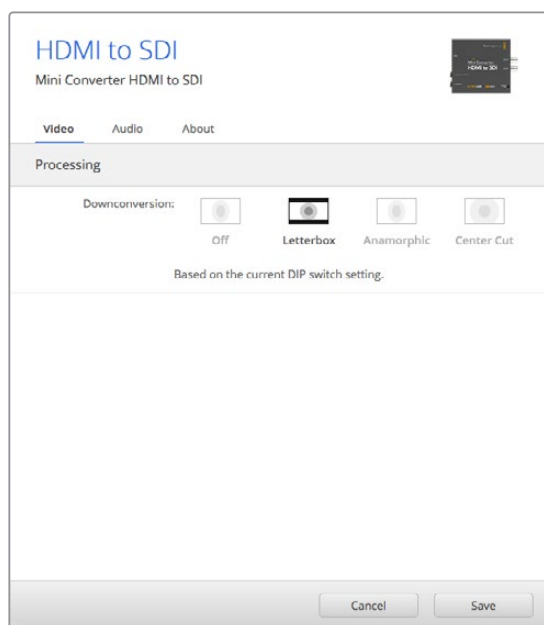 HDMI to SDI
Mini Converter HDMI to SDI
Video Audio About
Processing
Downconversion:
Off Letterbox Anamorphic Center Cut
Based on the current DIP switch setting.
Cancel Save